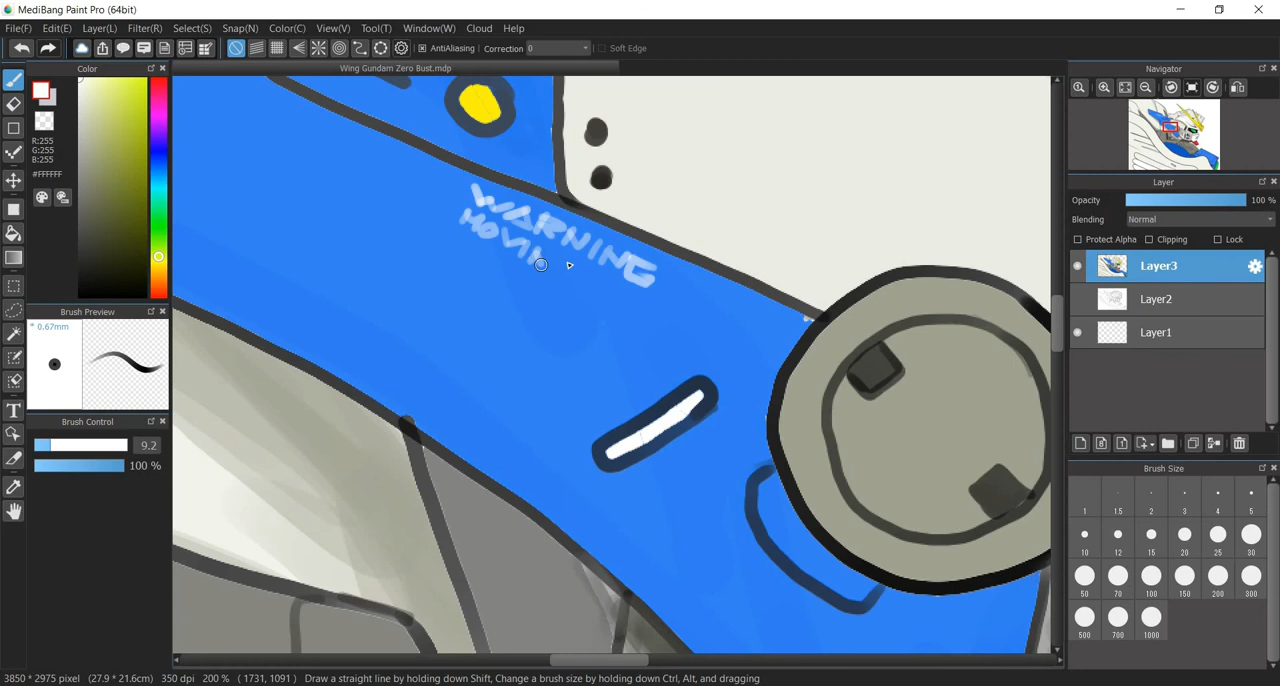 MediBang Paint Pro (64bit)
File(F) Edit(E) Layer(L) Filter(R) Select(S) Snap(N) Color(C) View(V) Tool(T) Window(W) Cloud Help
AntiAliasing Correction 0 Soft Edge
Color
R:255
G:255
B:255
#FFFFFF
Brush Preview
* 0.67mm
Brush Control
9.2
100 %
T
Wing Gundam Zero Bust.mdp
WARNING
MOVIN
Navigator
Layer
Opacity 100 %
Blending Normal
Protect Alpha Clipping Lock
Layer3
Layer2
Layer1
Brush Size
1 1.5 2 3 4 5
10 12 15 20 25 30
50 70 100 150 200 300
500 700 1000
3850 * 2975 pixel (27.9 * 21.6cm) 350 dpi 200 % ( 1731, 1091 ) Draw a straight line by holding down Shift, Change a brush size by holding down Ctrl, Alt, and dragging